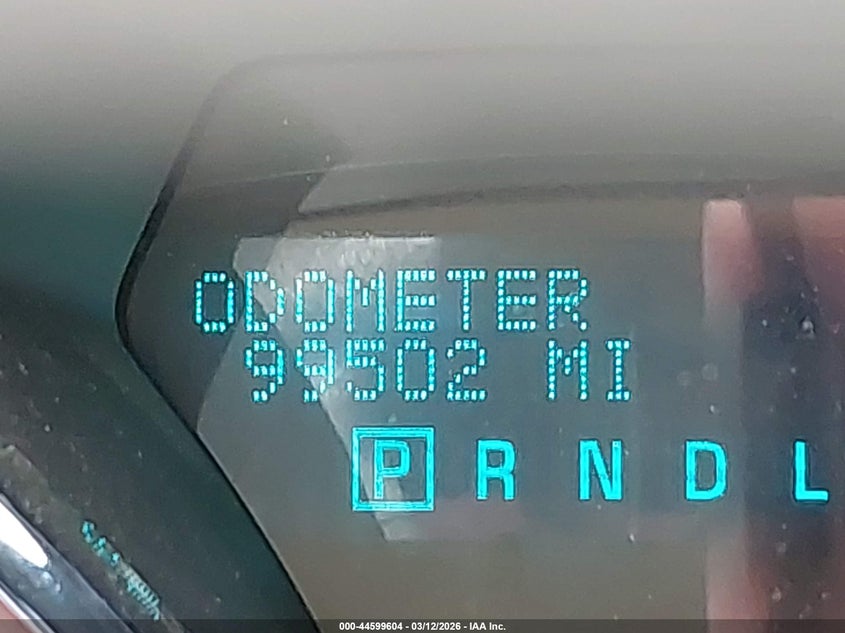 ODOMETER
99502 MI
P R N D L
000-44599604 - 03/12/2026 - IAA Inc.